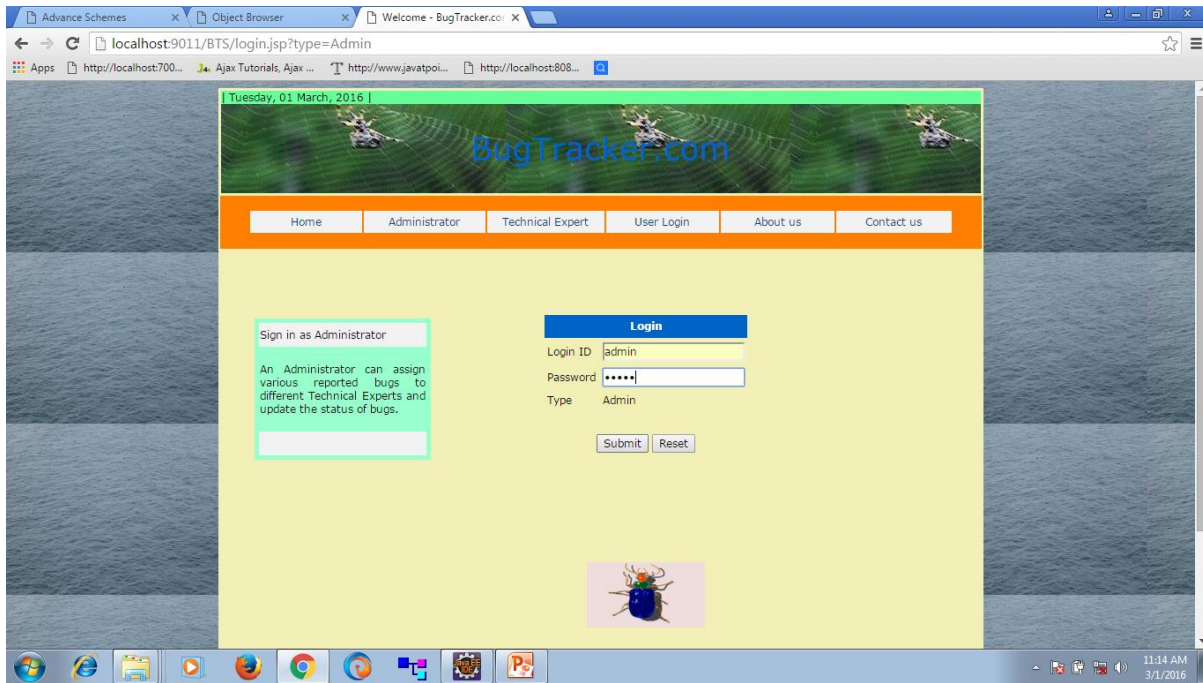 Advance Schemes
Object Browser
Welcome - BugTracker.co
localhost:9011/BTS/login.jsp?type=Admin
Apps
http://localhost:700...
Ajax Tutorials, Ajax ...
http://www.javatpoi...
http://localhost:808...
| Tuesday, 01 March, 2016 |
BugTracker.com
Home
Administrator
Technical Expert
User Login
About us
Contact us
Sign in as Administrator
An Administrator can assign
various reported bugs to
different Technical Experts and
update the status of bugs.
Login
Login ID admin
Password •••••
Type Admin
Submit Reset
11:14 AM
3/1/2016